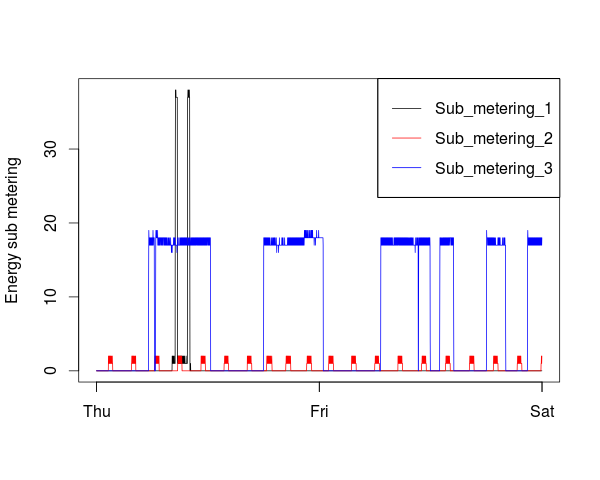 Sub_metering_1
Sub_metering_2
Sub_metering_3
Energy sub metering
30
20
10
0
Thu
Fri
Sat